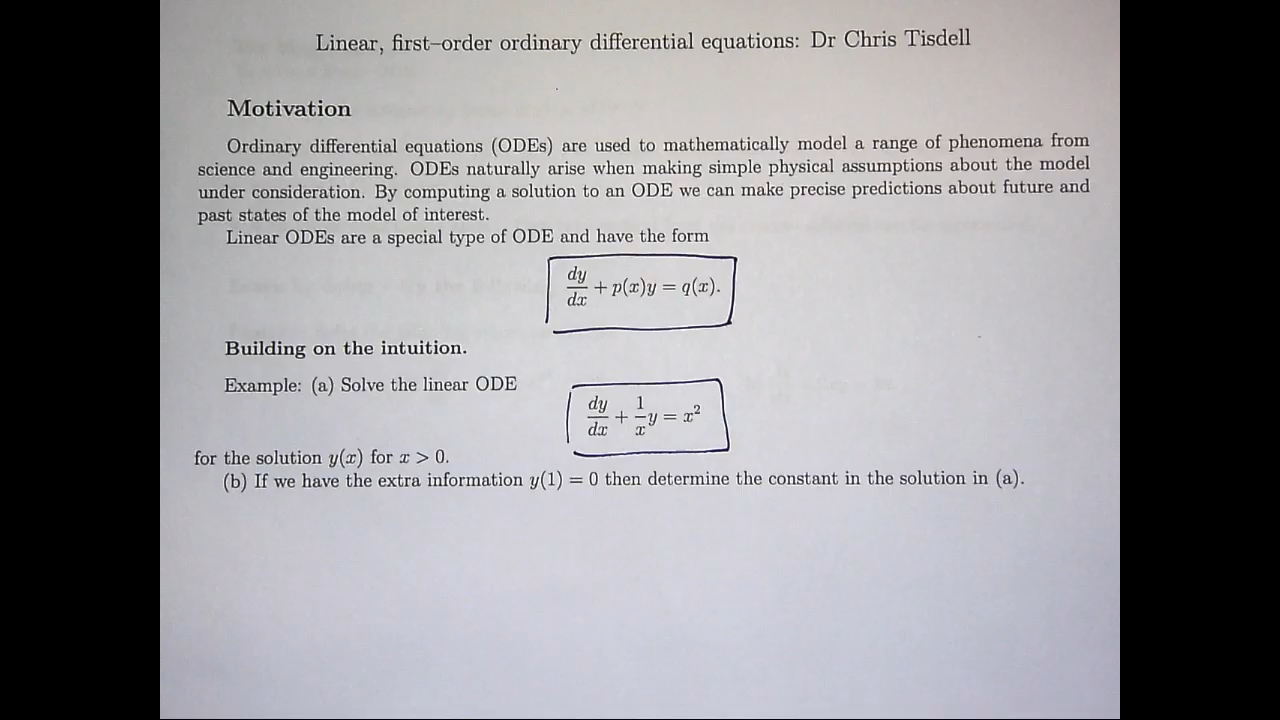 Linear, first–order ordinary differential equations: Dr Chris Tisdell
Motivation
Ordinary differential equations (ODEs) are used to mathematically model a range of phenomena from
science and engineering. ODEs naturally arise when making simple physical assumptions about the model
under consideration. By computing a solution to an ODE we can make precise predictions about future and
past states of the model of interest.
Linear ODEs are a special type of ODE and have the form
dy/dx + p(x)y = q(x).
Building on the intuition.
Example: (a) Solve the linear ODE
dy/dx + 1/x y = x²
for the solution y(x) for x > 0.
(b) If we have the extra information y(1) = 0 then determine the constant in the solution in (a).